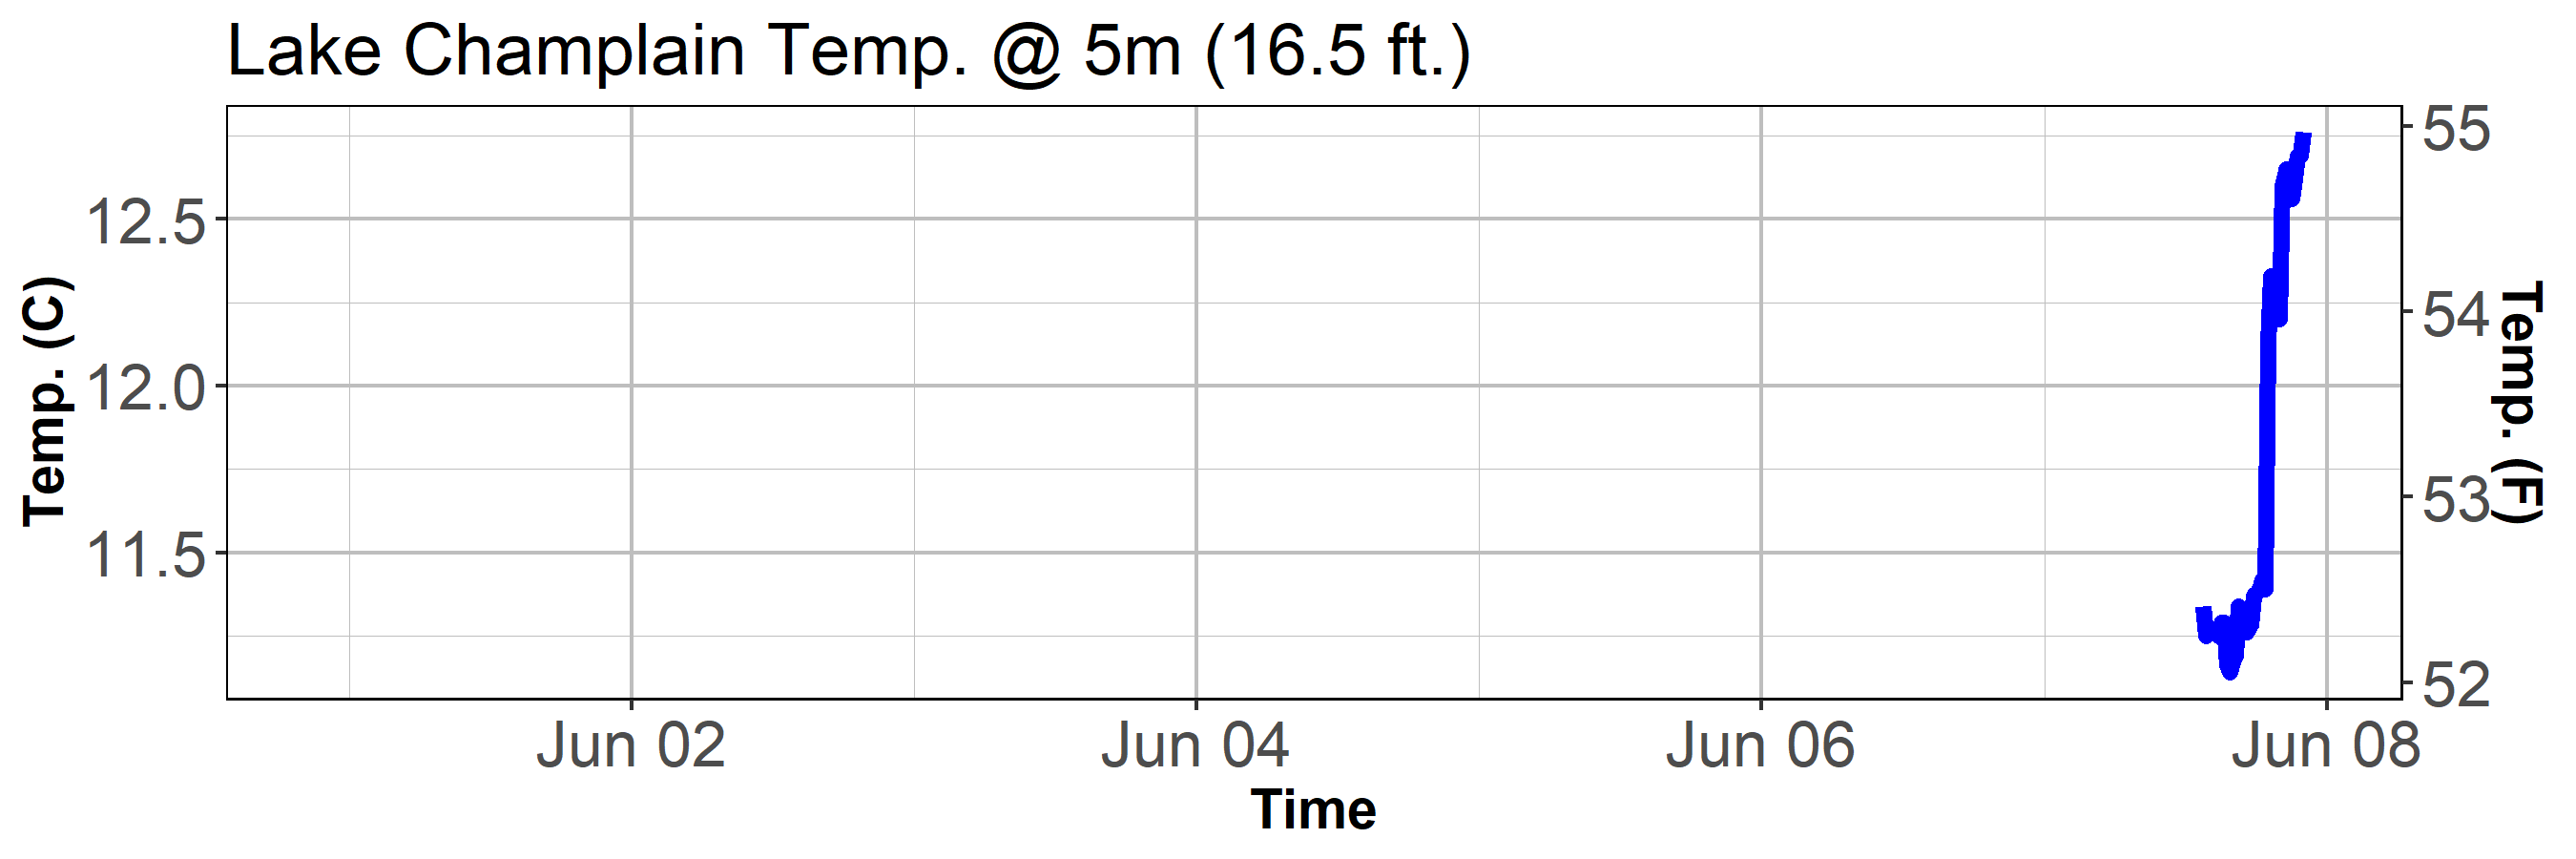 Lake Champlain Temp. @ 5m (16.5 ft.)
Temp. (C)
12.5
12.0
11.5
55
54
53
52
Temp. (F)
Jun 02 Jun 04 Jun 06 Jun 08
Time